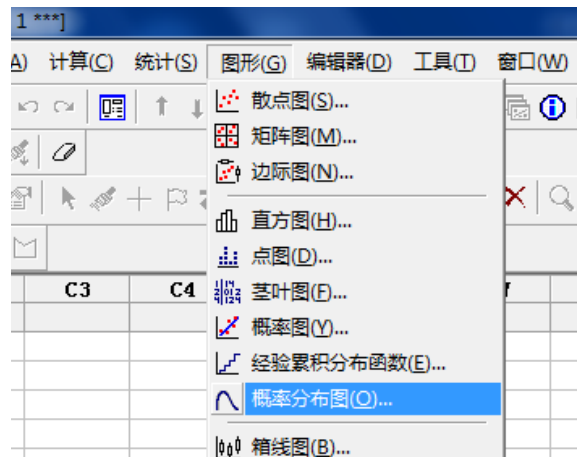 1 ***]
A) 计算(C) 统计(S) 图形(G) 编辑器(D) 工具(T) 窗口(W)
散点图(S)...
矩阵图(M)...
边际图(N)...
直方图(H)...
点图(D)...
C3 C4
茎叶图(F)...
概率图(Y)...
经验累积分布函数(E)...
概率分布图(O)...
箱线图(B)...